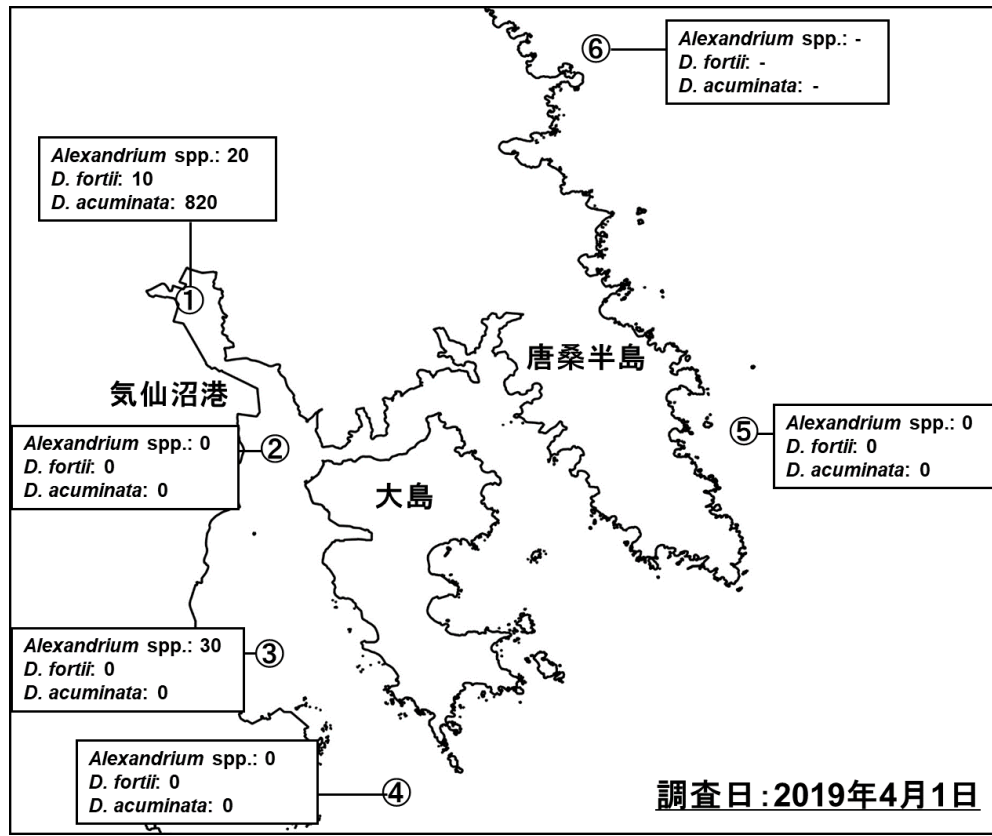 ⑥
Alexandrium spp.: -
D. fortii: -
D. acuminata: -
Alexandrium spp.: 20
D. fortii: 10
D. acuminata: 820
①
唐桑半島
気仙沼港
⑤
Alexandrium spp.: 0
D. fortii: 0
D. acuminata: 0
Alexandrium spp.: 0
D. fortii: 0
D. acuminata: 0
②
大島
Alexandrium spp.: 30
D. fortii: 0
D. acuminata: 0
③
Alexandrium spp.: 0
D. fortii: 0
D. acuminata: 0
④
調査日：2019年4月1日